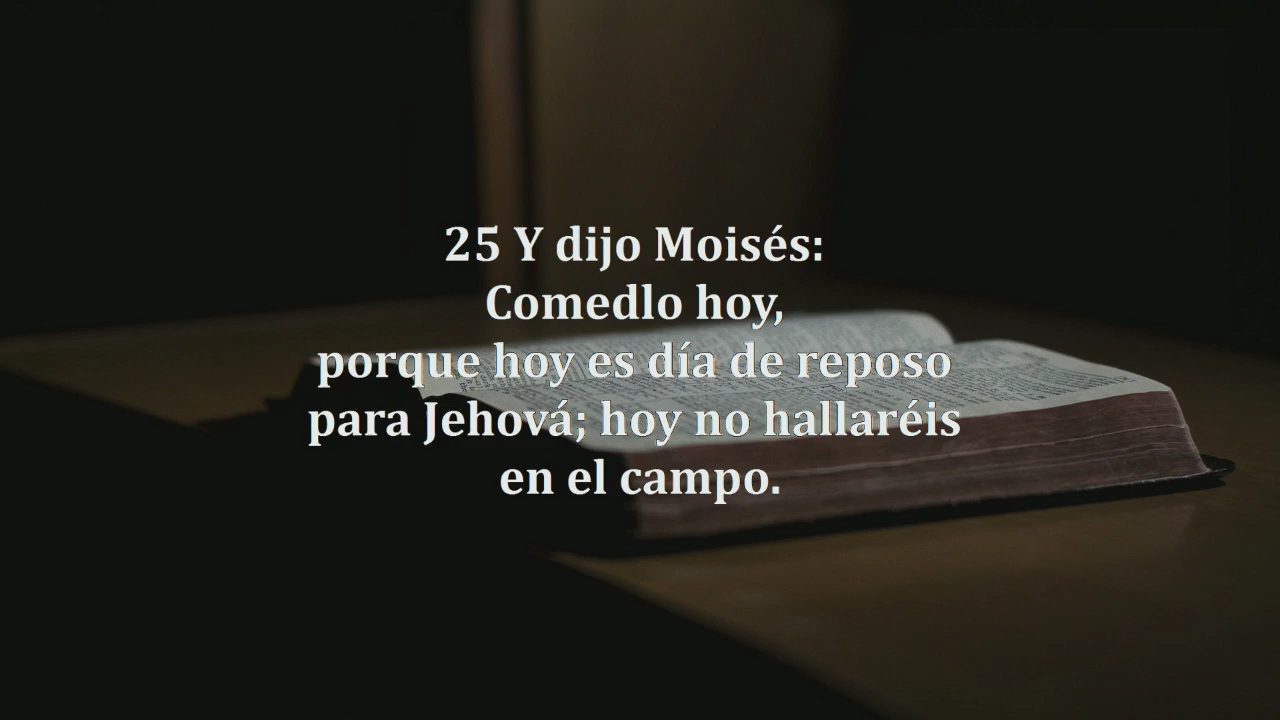 25 Y dijo Moisés:
Comedlo hoy,
porque hoy es día de reposo
para Jehová; hoy no hallaréis
en el campo.